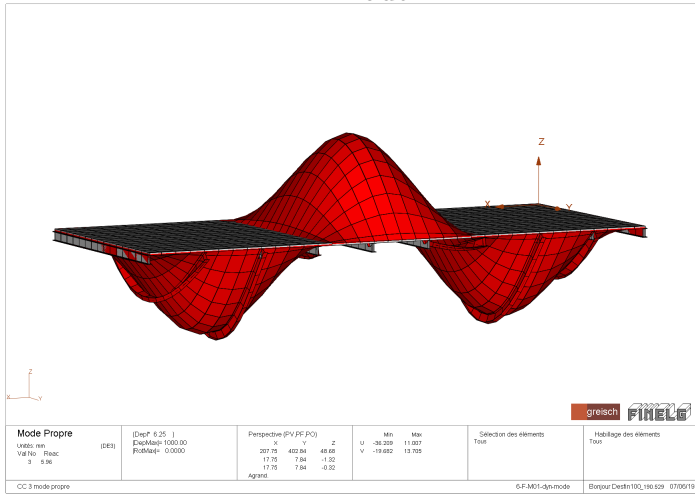 Z
X
Y
Z
X
Y
greisch FINELG
Mode Propre
Unités: mm (DE3)
Val No Reac
3 5.96
(Depl* 6.25 )
|DepMax|= 1000.00
|RotMax|= 0.0000
Perspective (PV,PF,PO)
X Y Z
207.75 402.84 48.68
17.75 7.84 -1.32
17.75 7.84 -0.32
Agrand.
Min Max
U -36.209 11.007
V -19.682 13.705
Sélection des éléments
Tous
Habillage des éléments
Tous
CC 3 mode propre
6-F-M01-dyn-mode
Bonjour.Desfin100_190.529 07/06/19